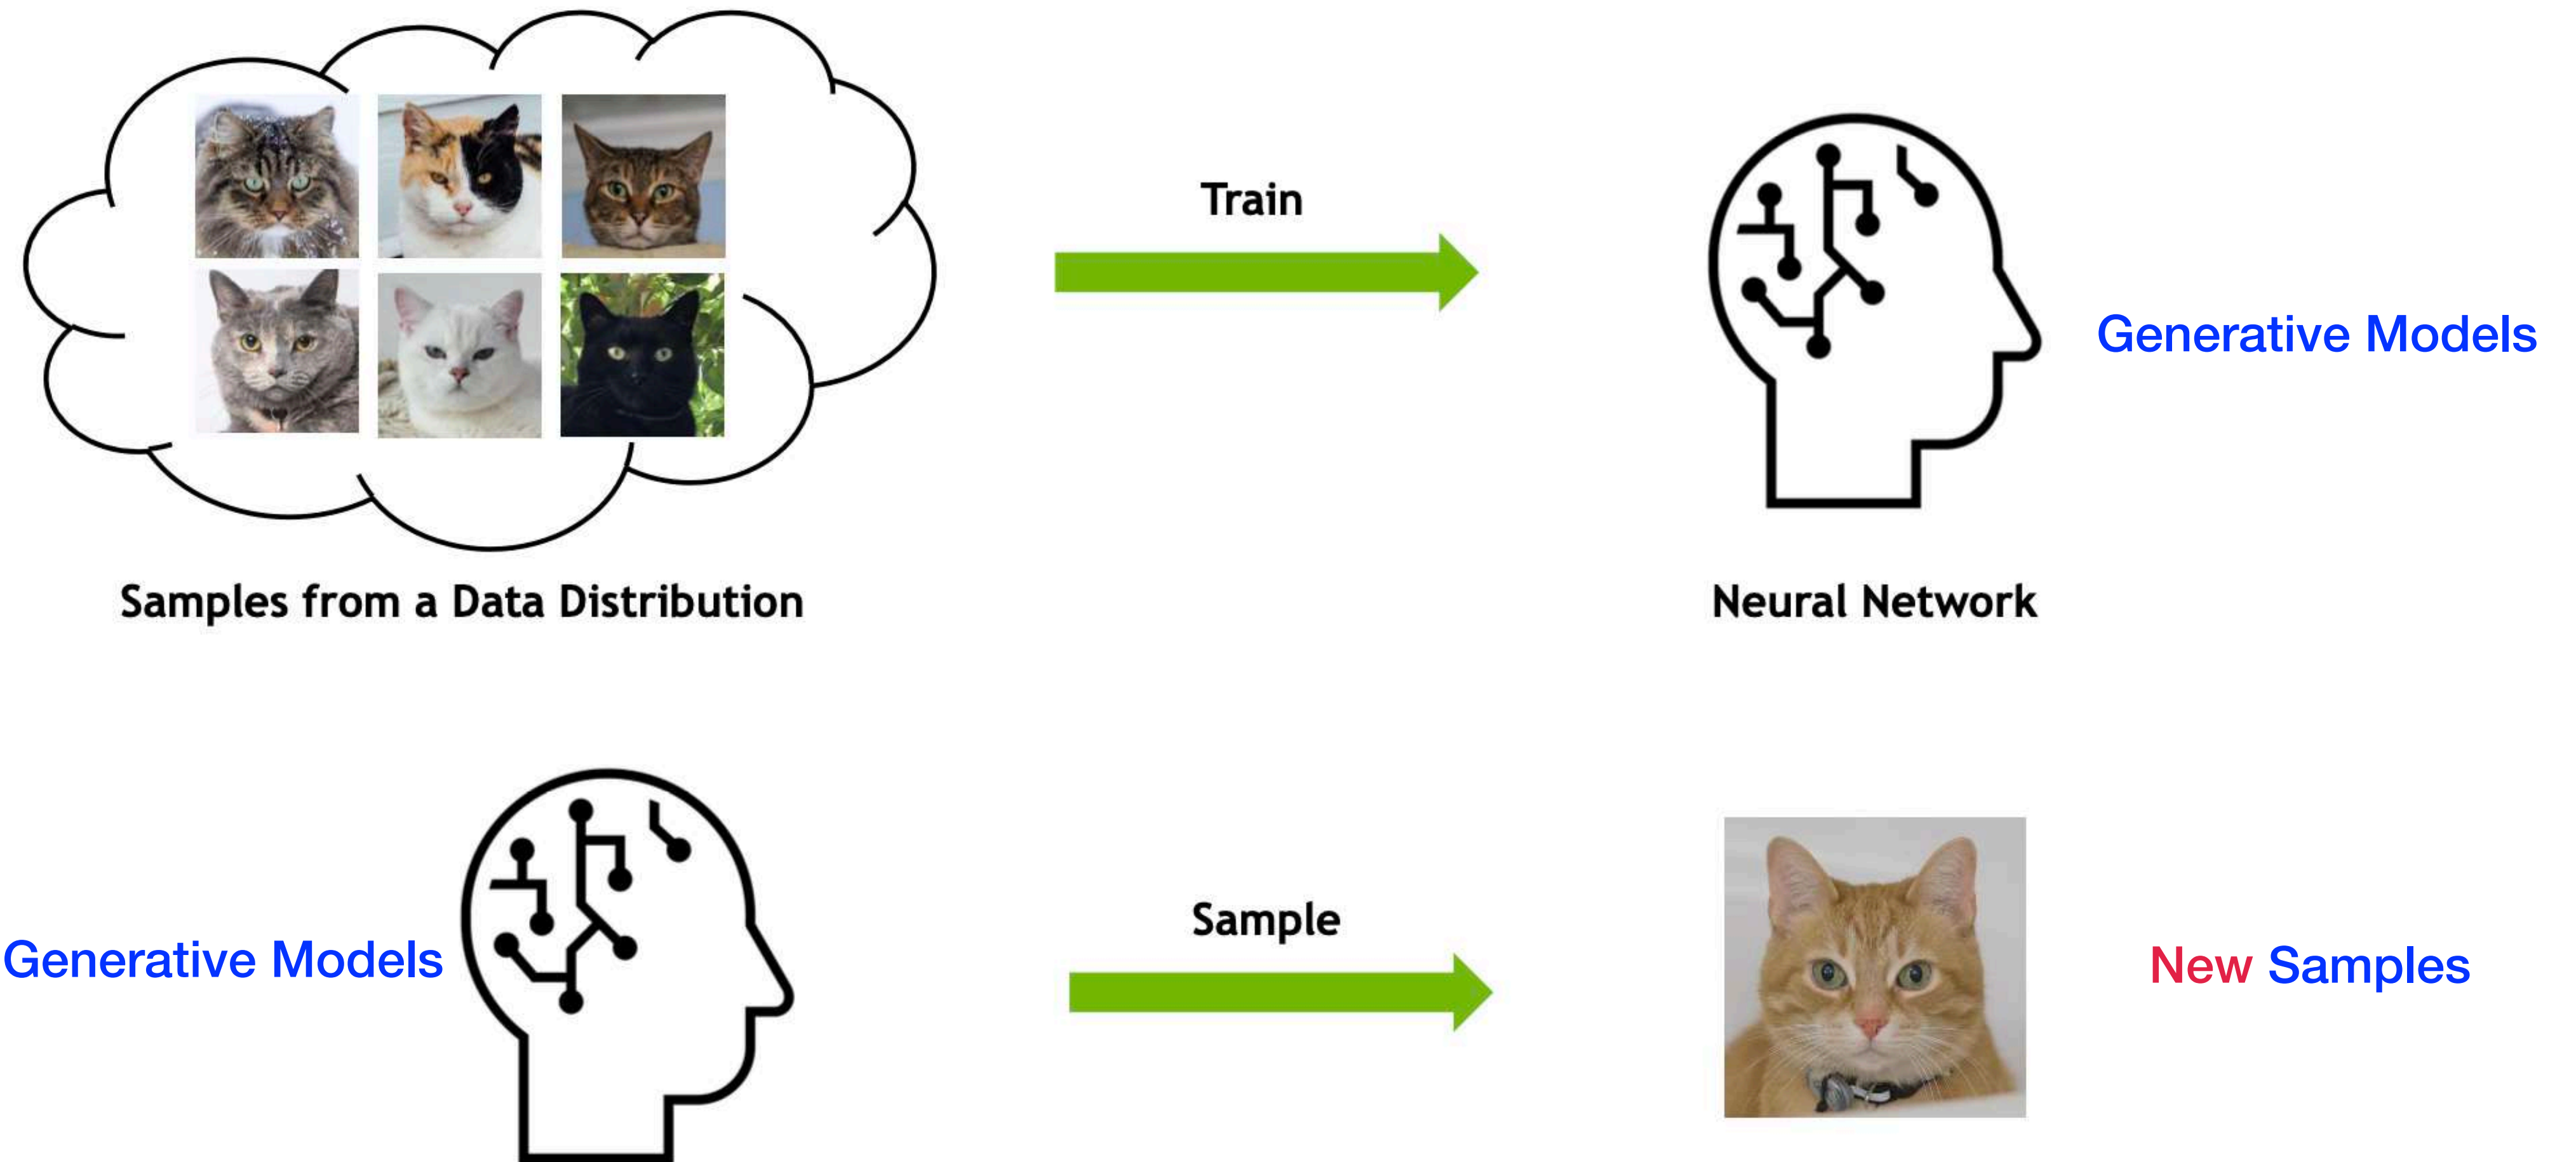 Train
Generative Models
Samples from a Data Distribution
Neural Network
Generative Models
Sample
New Samples